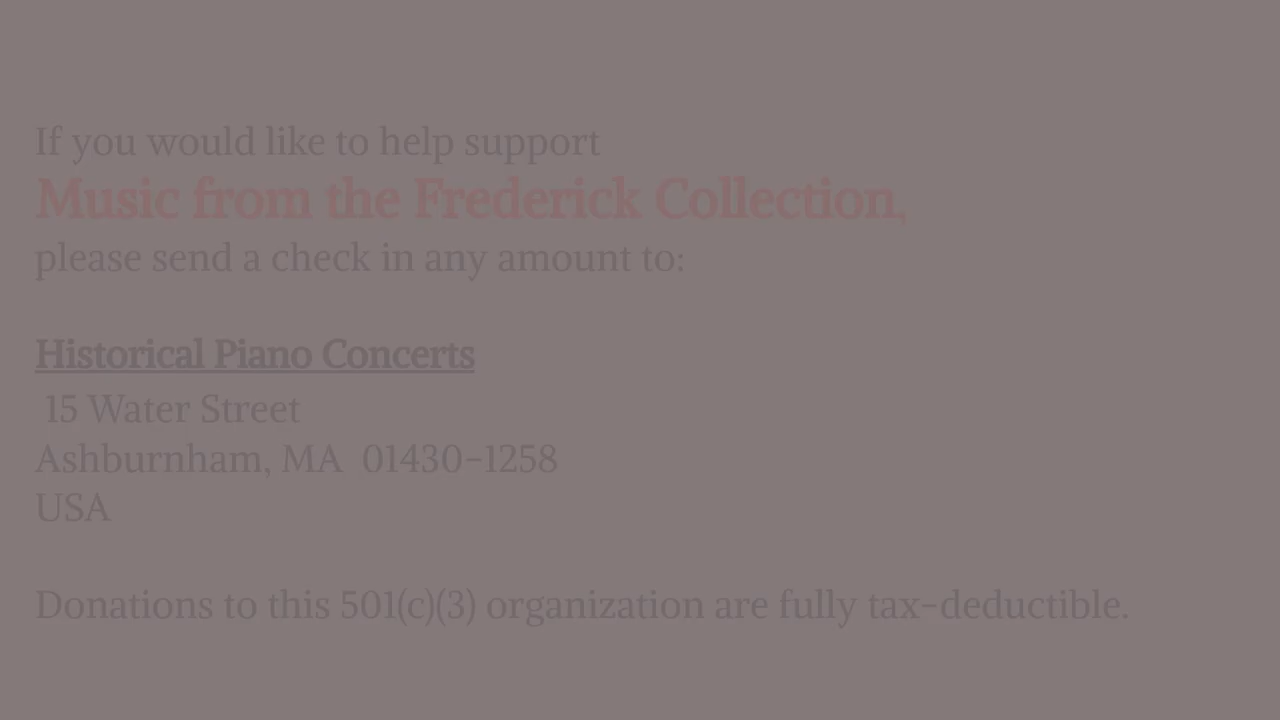 If you would like to help support
Music from the Frederick Collection,
please send a check in any amount to:
Historical Piano Concerts
15 Water Street
Ashburnham, MA  01430-1258
USA
Donations to this 501(c)(3) organization are fully tax-deductible.